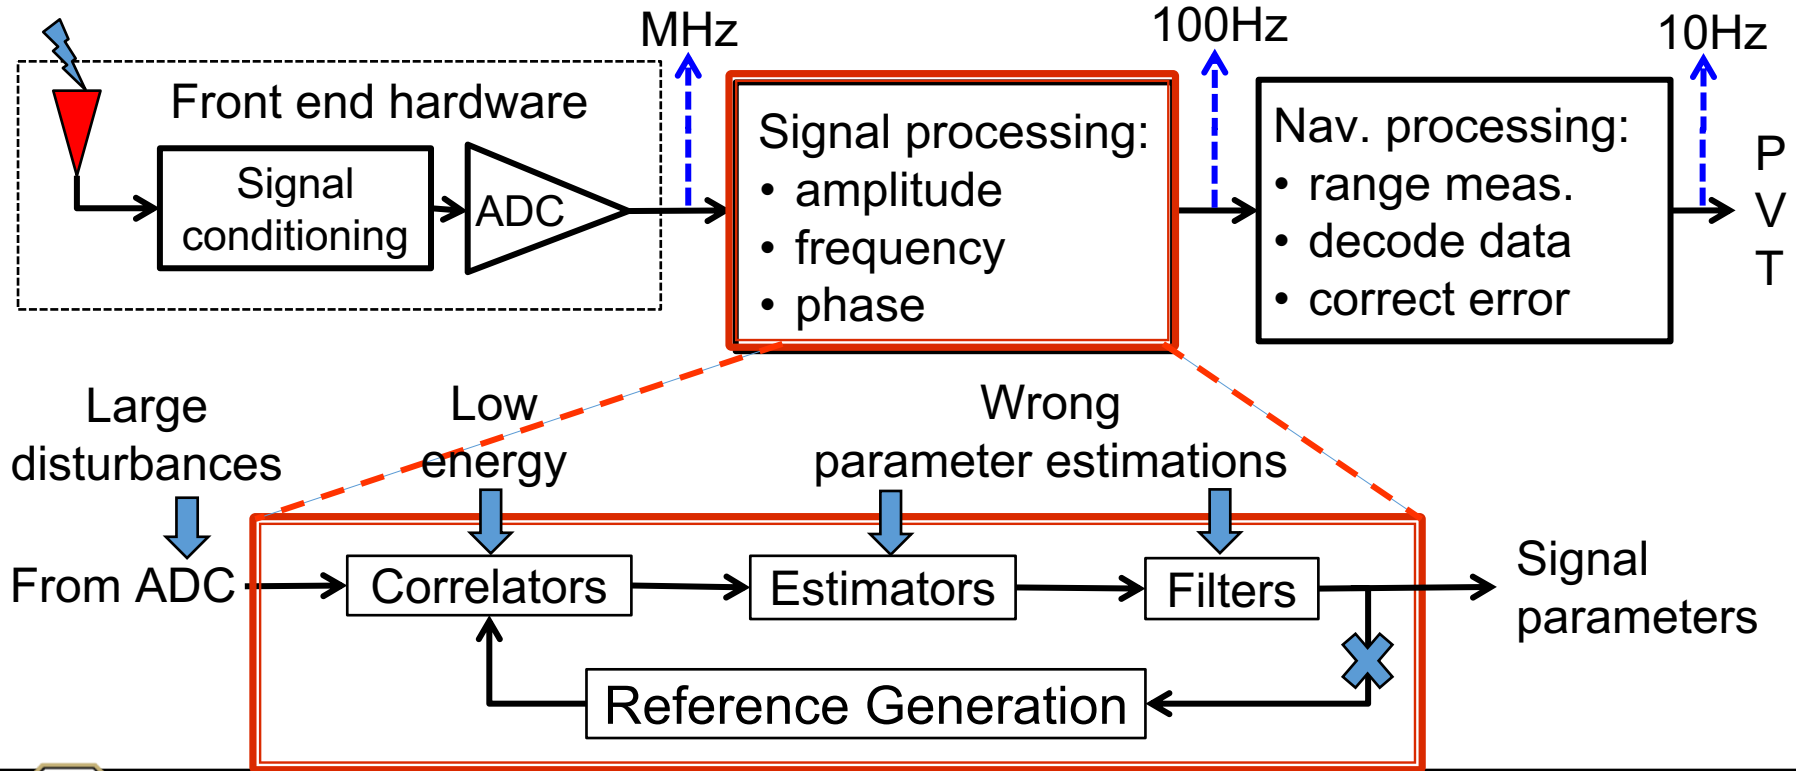 MHz
100Hz
10Hz
Front end hardware
Signal
conditioning
ADC
Signal processing:
• amplitude
• frequency
• phase
Nav. processing:
• range meas.
• decode data
• correct error
P
V
T
Large
disturbances
Low
energy
Wrong
parameter estimations
From ADC
Correlators
Estimators
Filters
Signal
parameters
Reference Generation